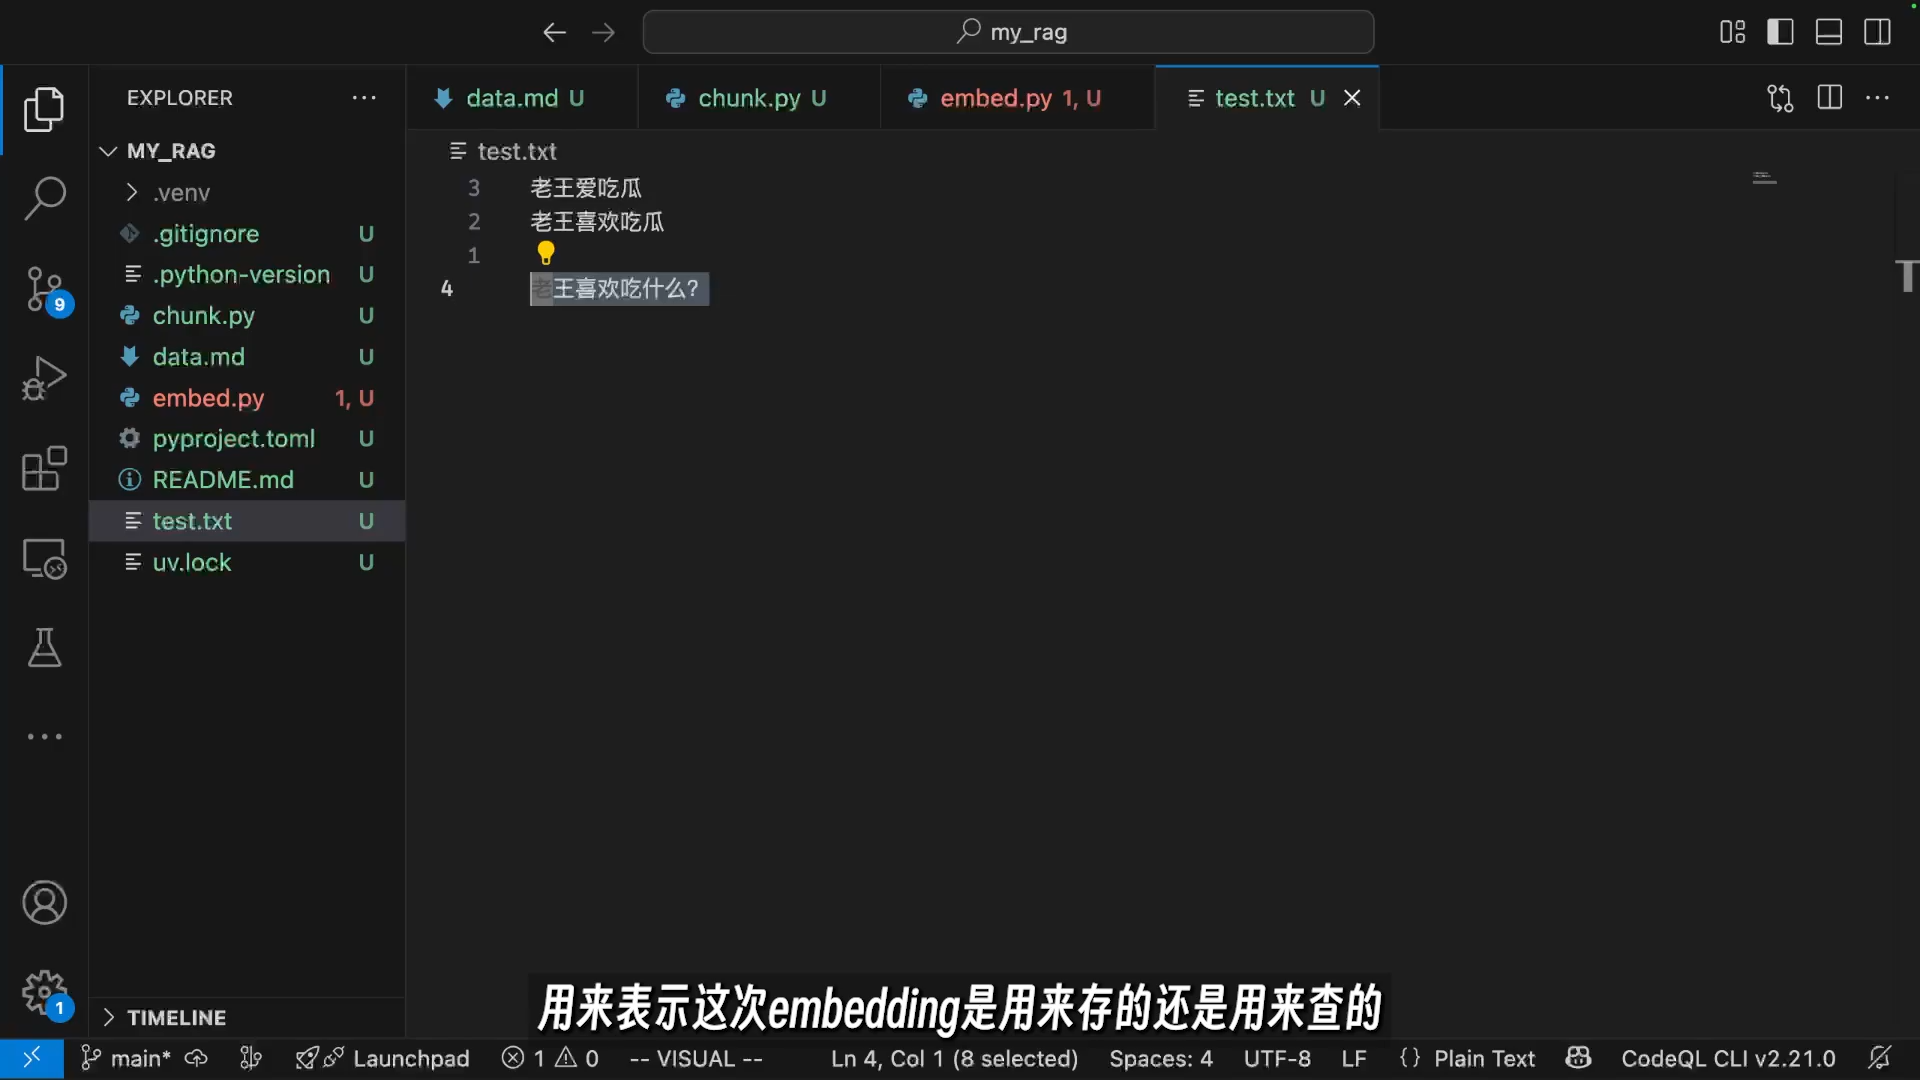 my_rag
EXPLORER
data.md U
chunk.py U
embed.py 1, U
test.txt U
MY_RAG
test.txt
.venv
.gitignore U
.python-version U
chunk.py U
data.md U
embed.py 1, U
pyproject.toml U
README.md U
test.txt U
uv.lock U
3 老王爱吃瓜
2 老王喜欢吃瓜
1
4 老王喜欢吃什么?
9
1
TIMELINE
用来表示这次embedding是用来存的还是用来查的
main* Launchpad 1 0 -- VISUAL -- Ln 4, Col 1 (8 selected) Spaces: 4 UTF-8 LF {} Plain Text CodeQL CLI v2.21.0